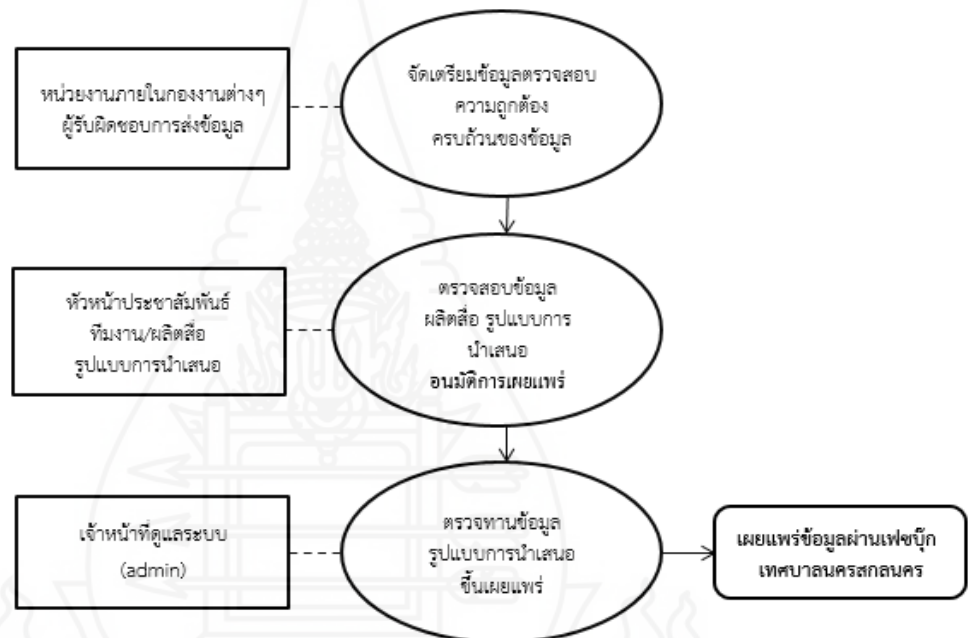 หน่วยงานภายในกองงานต่างๆ
ผู้รับผิดชอบการส่งข้อมูล
จัดเตรียมข้อมูลตรวจสอบ
ความถูกต้อง
ครบถ้วนของข้อมูล
หัวหน้าประชาสัมพันธ์
ทีมงาน/ผลิตสื่อ
รูปแบบการนำเสนอ
ตรวจสอบข้อมูล
ผลิตสื่อ รูปแบบการ
นำเสนอ
อนุมัติการเผยแพร่
เจ้าหน้าที่ดูแลระบบ
(admin)
ตรวจทานข้อมูล
รูปแบบการนำเสนอ
ขึ้นเผยแพร่
เผยแพร่ข้อมูลผ่านเฟซบุ๊ก
เทศบาลนครสกลนคร